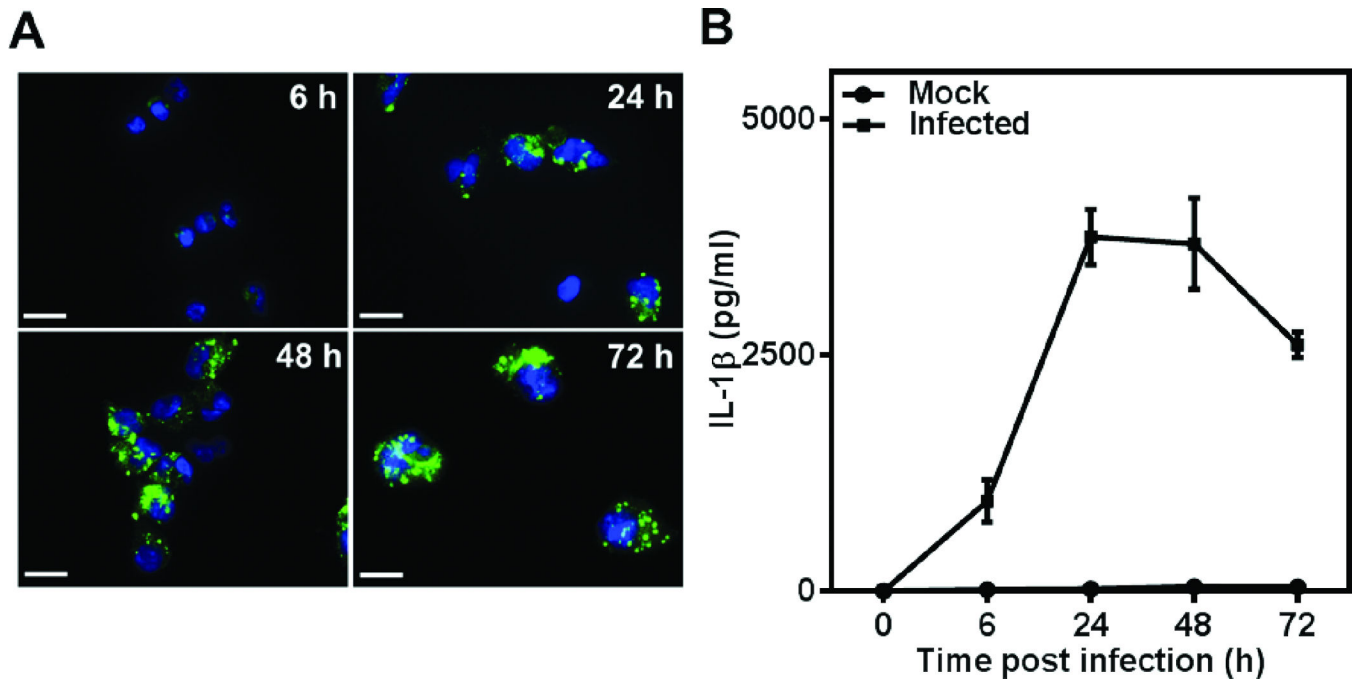 A
6 h
24 h
48 h
72 h
B
Mock
Infected
5000
2500
0
IL-1β (pg/ml)
0 6 24 48 72
Time post infection (h)